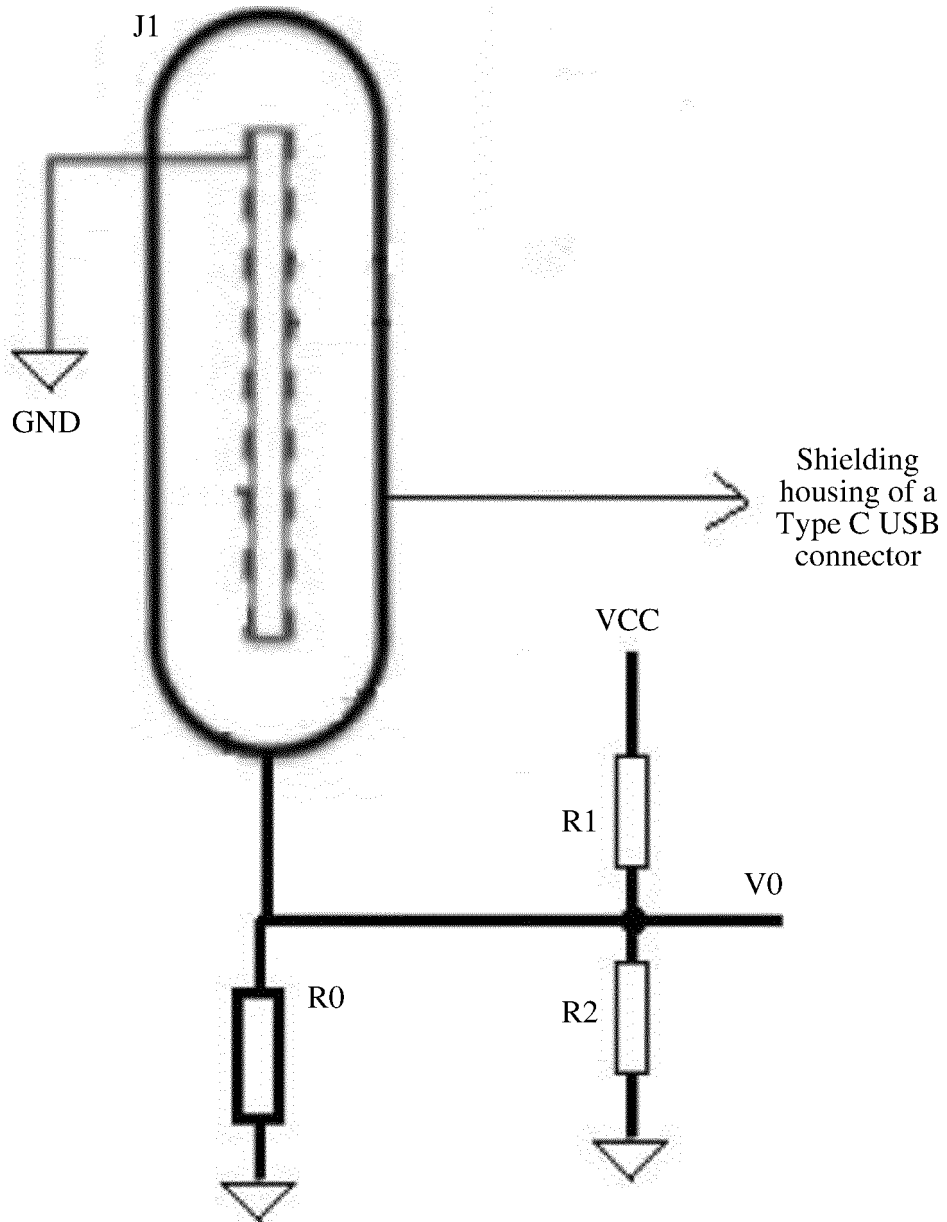 J1
GND
Shielding
housing of a
Type C USB
connector
VCC
R1
V0
R0
R2